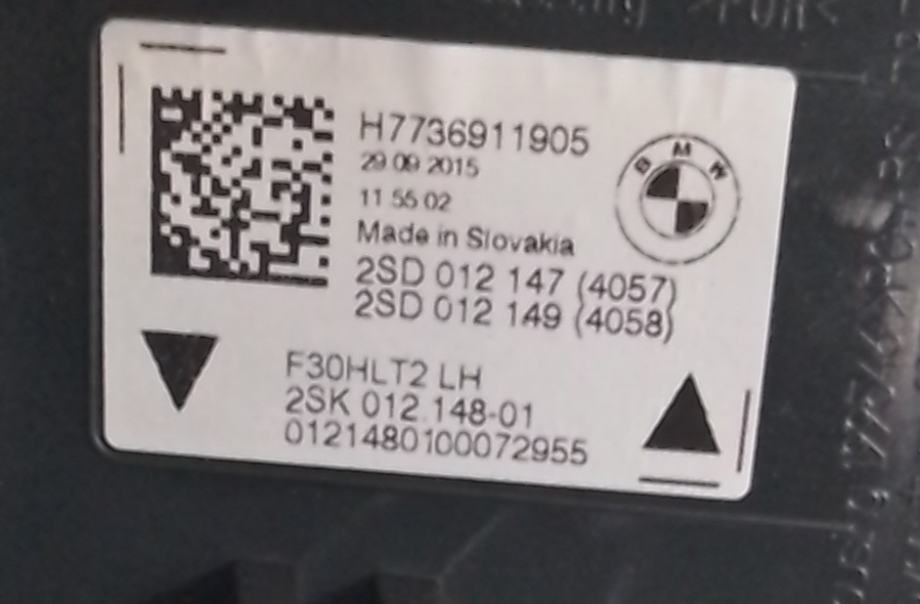 H7736911905
29 09 2015
11 55 02
BMW
Made in Slovakia
2SD 012 147 (4057)
2SD 012 149 (4058)
F30HLT2 LH
2SK 012.148-01
0121480100072955